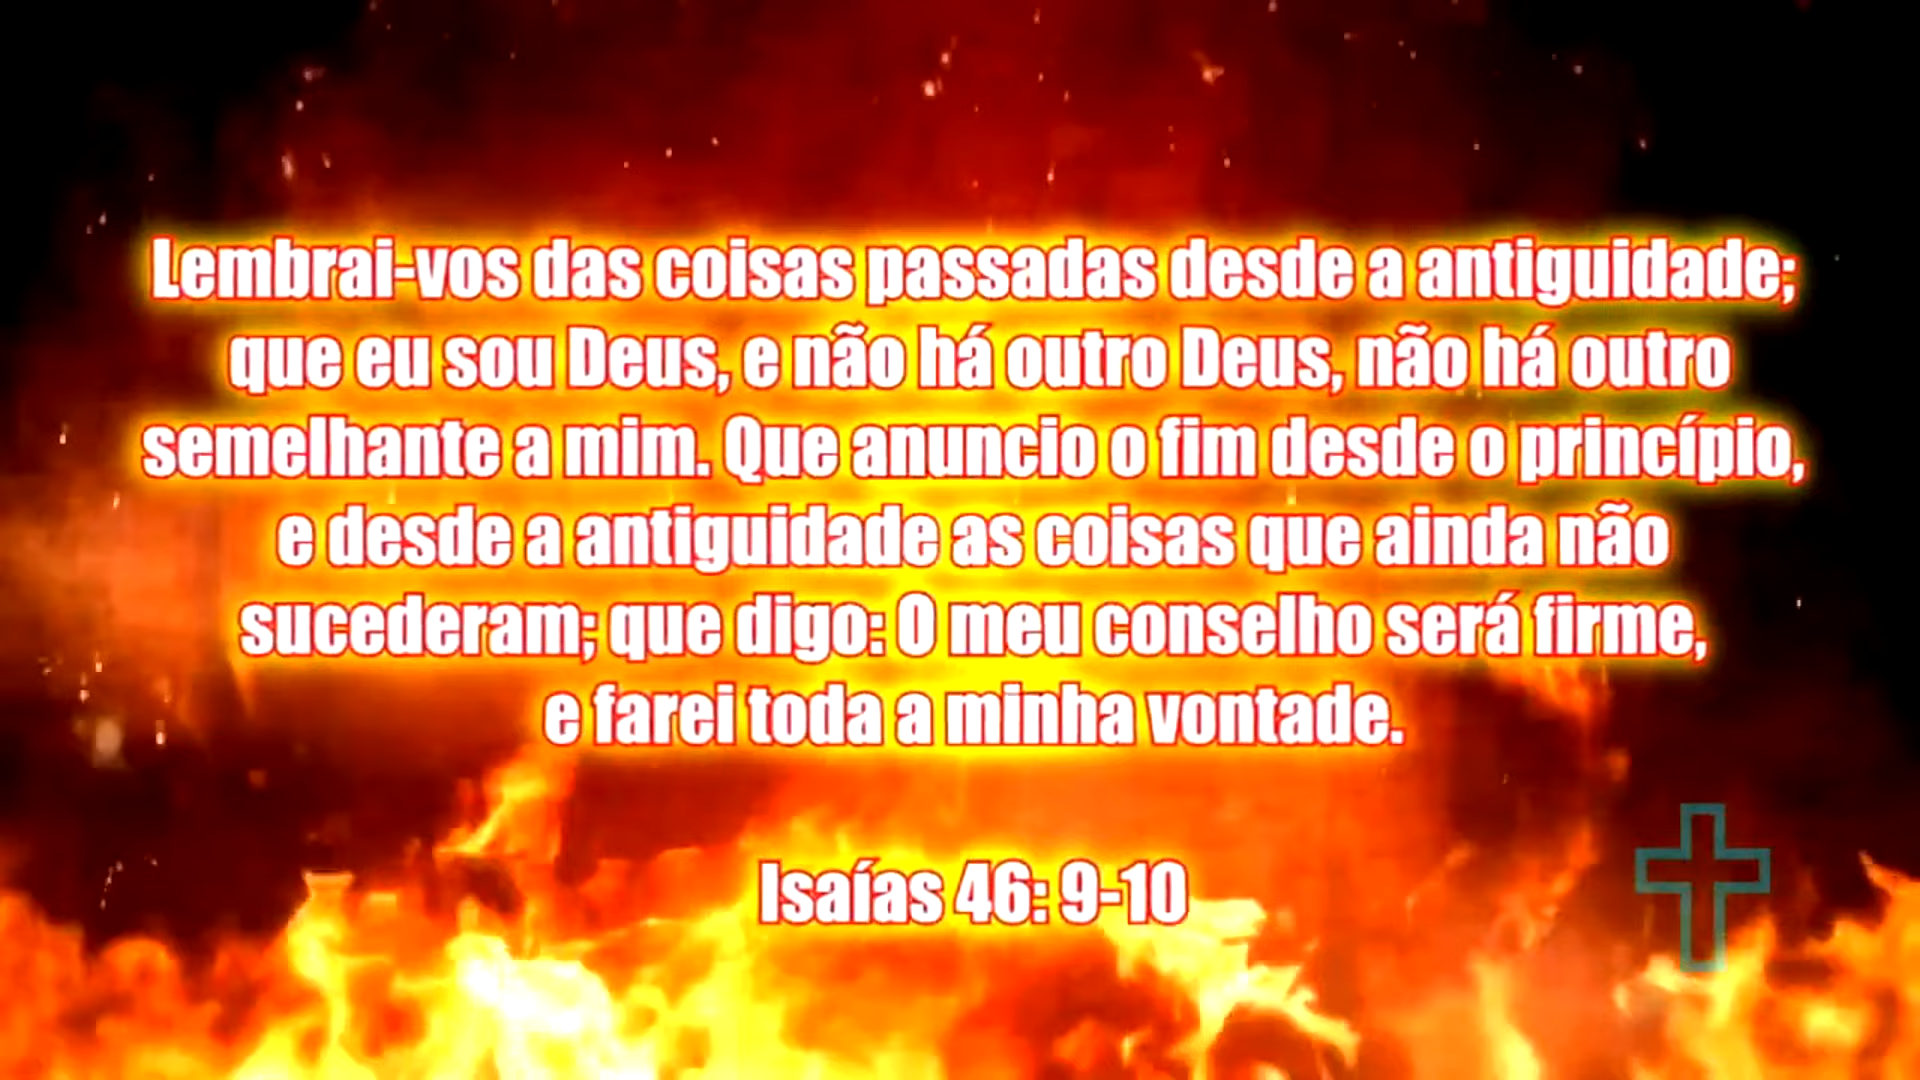 Lembrai-vos das coisas passadas desde a antiguidade;
que eu sou Deus, e não há outro Deus, não há outro
semelhante a mim. Que anuncio o fim desde o princípio,
e desde a antiguidade as coisas que ainda não
sucederam; que digo: O meu conselho será firme,
e farei toda a minha vontade.
Isaías 46: 9-10